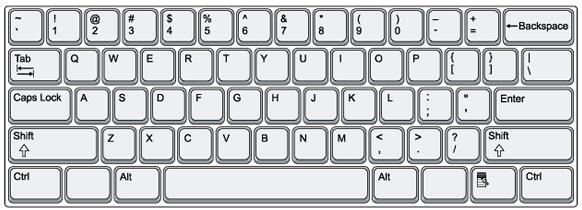 ~ ! @ # $ % ^ & * ( ) _ +
` 1 2 3 4 5 6 7 8 9 0 - = ←Backspace
Tab Q W E R T Y U I O P { } |
[ ] \
Caps Lock A S D F G H J K L : " Enter
; '
Shift Z X C V B N M < > ? Shift
, . /
Ctrl Alt Alt Ctrl